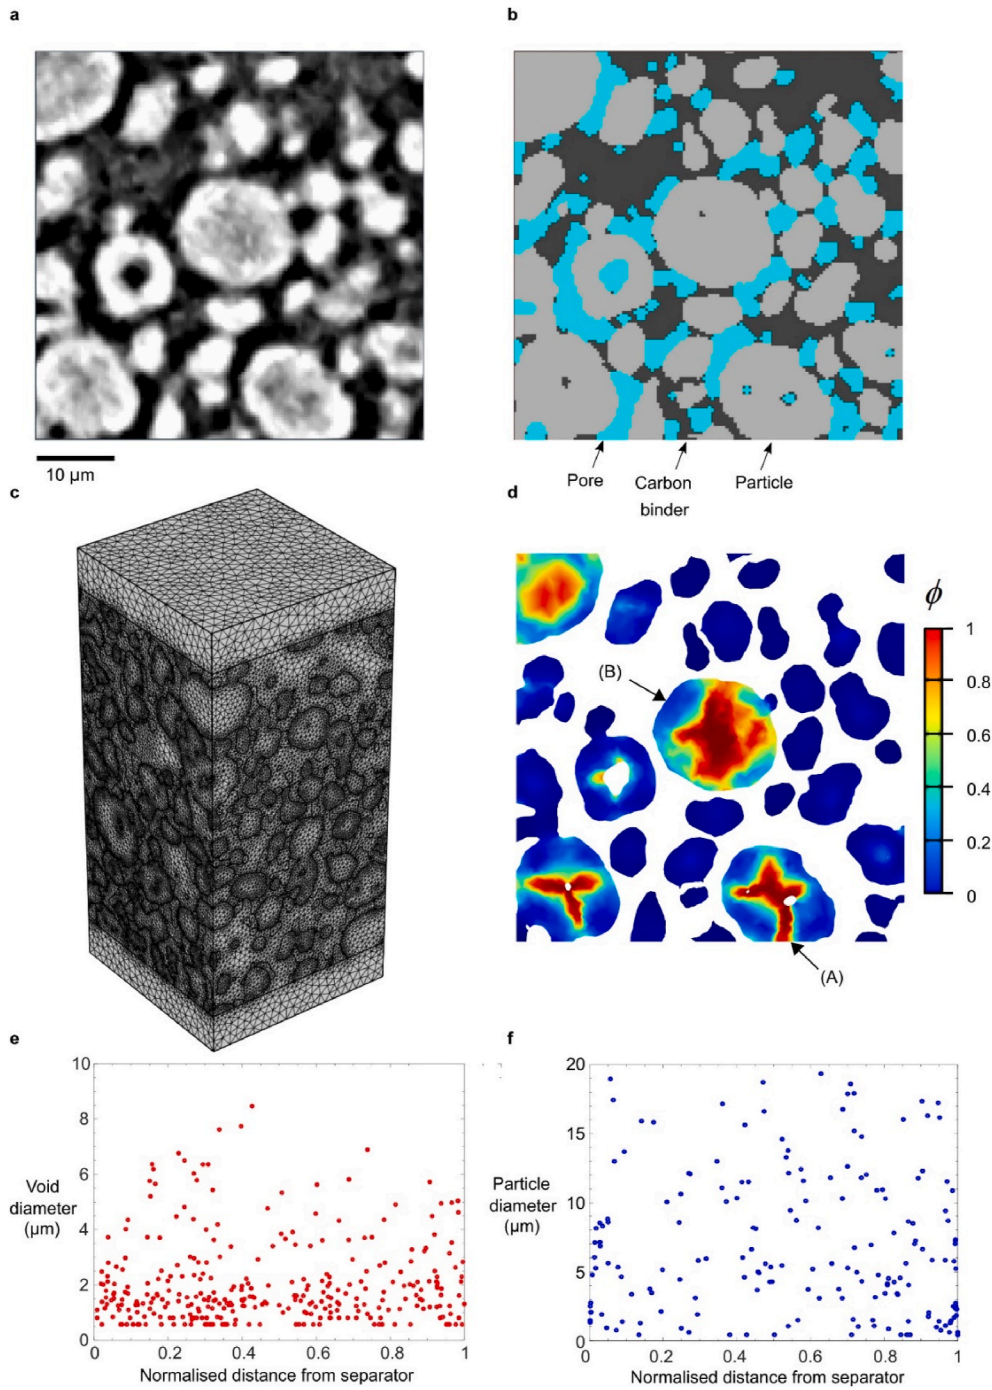 a
b
10 μm
Pore
Carbon
binder
Particle
c
d
ϕ
(B)
(A)
1
0.8
0.6
0.4
0.2
0
e
f
10
8
6
4
2
0
Void
diameter
(μm)
0 0.2 0.4 0.6 0.8 1
Normalised distance from separator
20
15
10
5
0
Particle
diameter
(μm)
0 0.2 0.4 0.6 0.8 1
Normalised distance from separator